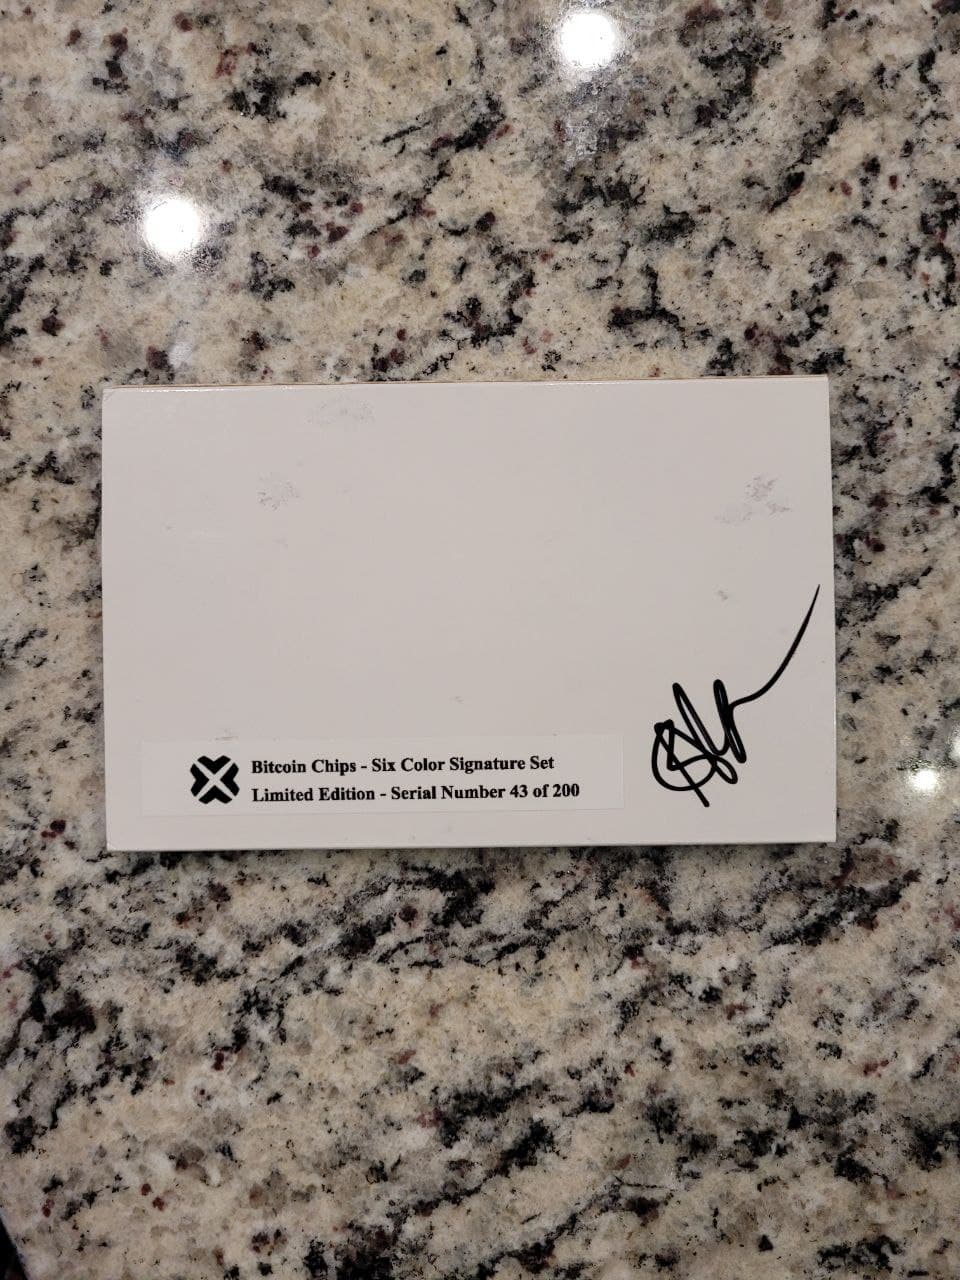 Bitcoin Chips - Six Color Signature Set
Limited Edition - Serial Number 43 of 200